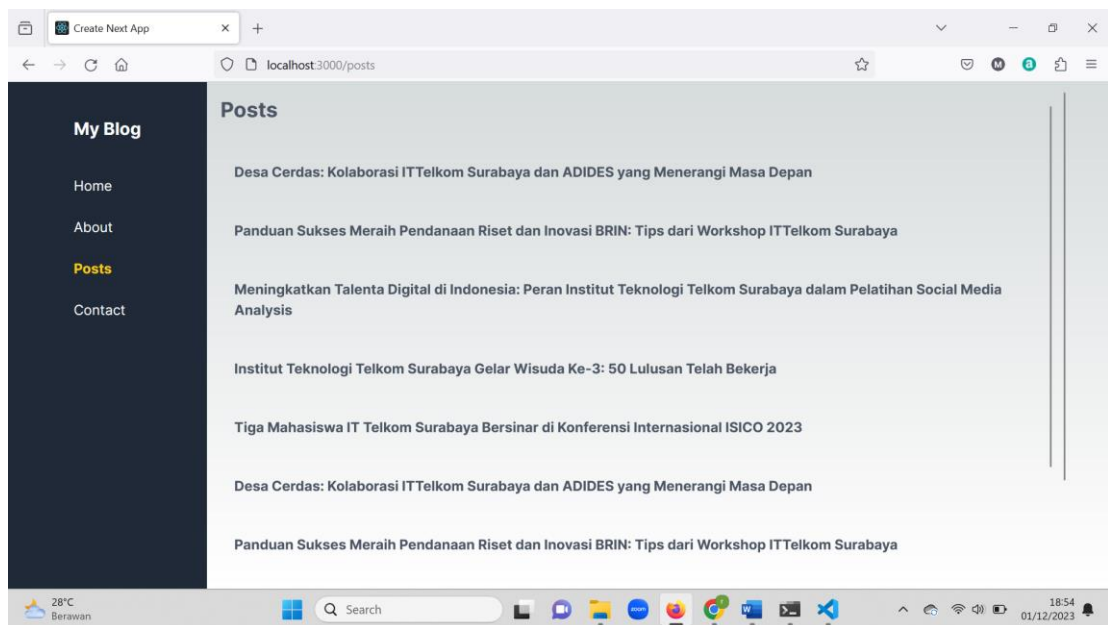 Create Next App
localhost:3000/posts
My Blog
Home
About
Posts
Contact
Posts
Desa Cerdas: Kolaborasi ITTelkom Surabaya dan ADIDES yang Menerangi Masa Depan
Panduan Sukses Meraih Pendanaan Riset dan Inovasi BRIN: Tips dari Workshop ITTelkom Surabaya
Meningkatkan Talenta Digital di Indonesia: Peran Institut Teknologi Telkom Surabaya dalam Pelatihan Social Media
Analysis
Institut Teknologi Telkom Surabaya Gelar Wisuda Ke-3: 50 Lulusan Telah Bekerja
Tiga Mahasiswa IT Telkom Surabaya Bersinar di Konferensi Internasional ISICO 2023
Desa Cerdas: Kolaborasi ITTelkom Surabaya dan ADIDES yang Menerangi Masa Depan
Panduan Sukses Meraih Pendanaan Riset dan Inovasi BRIN: Tips dari Workshop ITTelkom Surabaya
28°C
Berawan
Search
zoom
18:54
01/12/2023